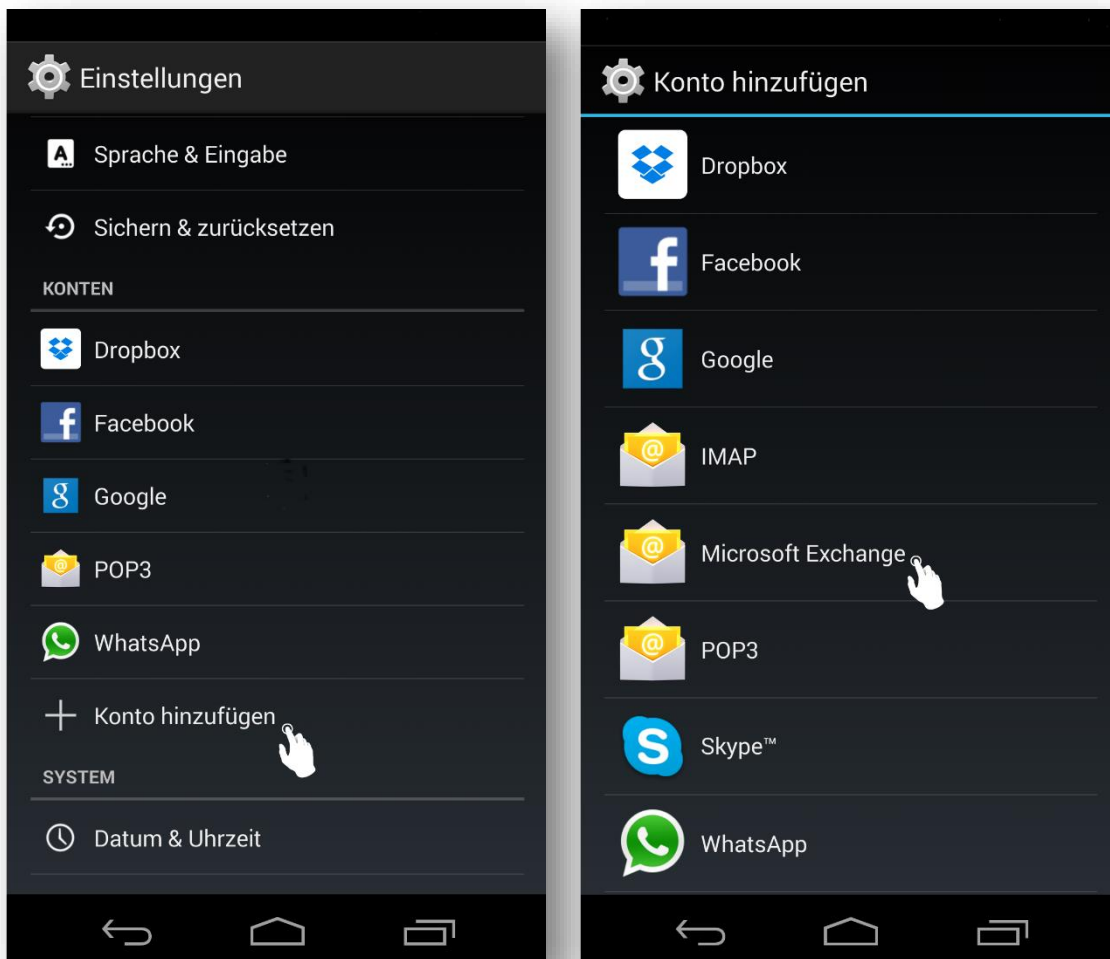 Einstellungen
Sprache & Eingabe
Sichern & zurücksetzen
KONTEN
Dropbox
Facebook
Google
POP3
WhatsApp
Konto hinzufügen
SYSTEM
Datum & Uhrzeit
Konto hinzufügen
Dropbox
Facebook
Google
IMAP
Microsoft Exchange
POP3
Skype™
WhatsApp